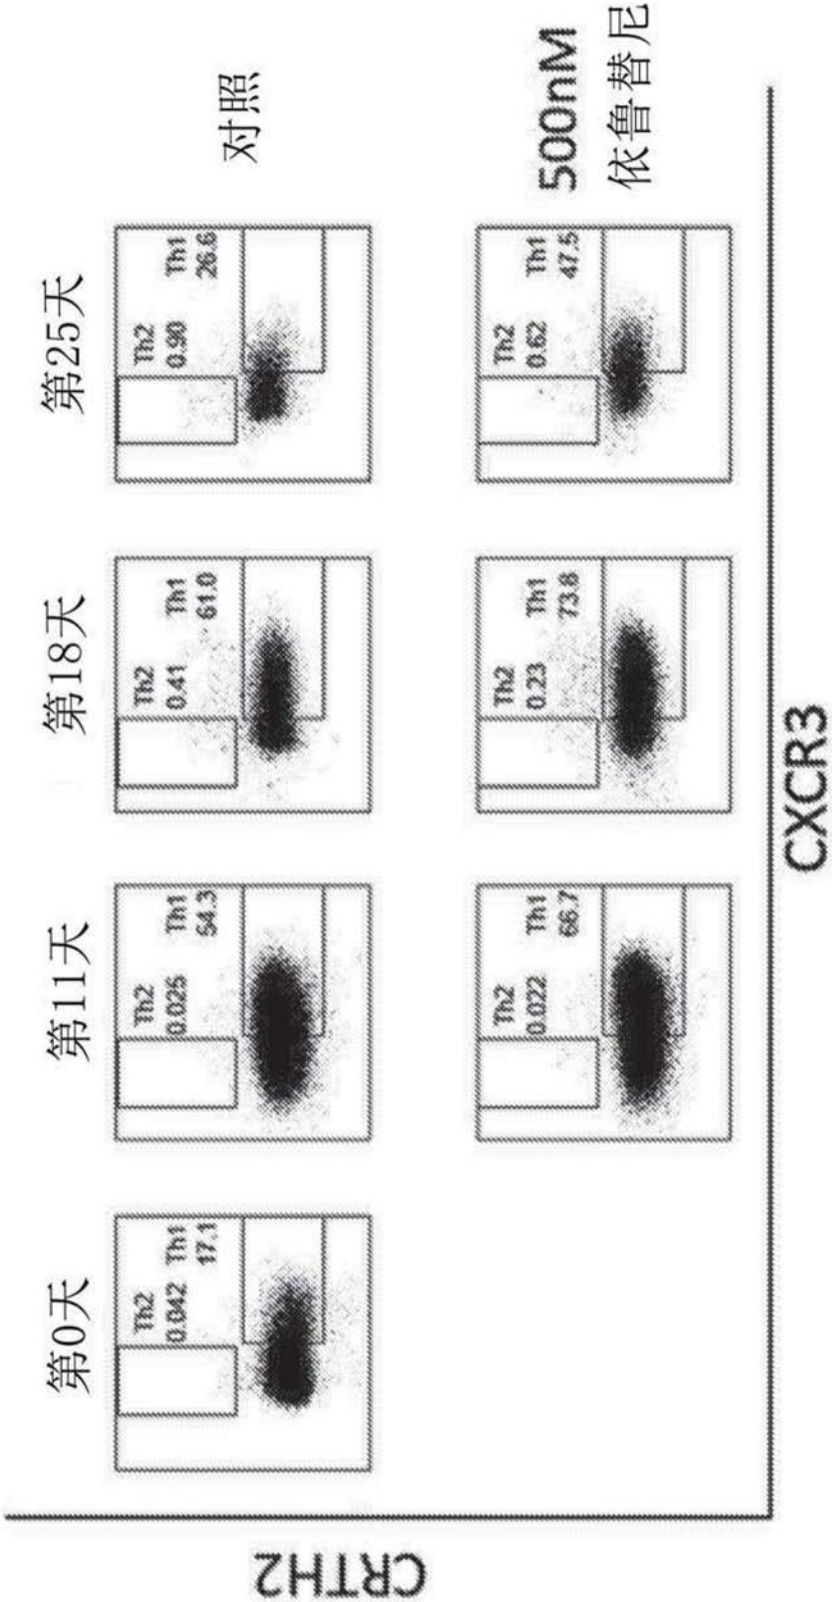 第0天
第11天
第18天
第25天
Th2
0.042
Th1
17.1
Th2
0.025
Th1
54.3
Th2
0.41
Th1
61.0
Th2
0.90
Th1
26.6
对照
Th2
0.022
Th1
66.7
Th2
0.23
Th1
73.8
Th2
0.62
Th1
47.5
500nM
依鲁替尼
CRTH2
CXCR3